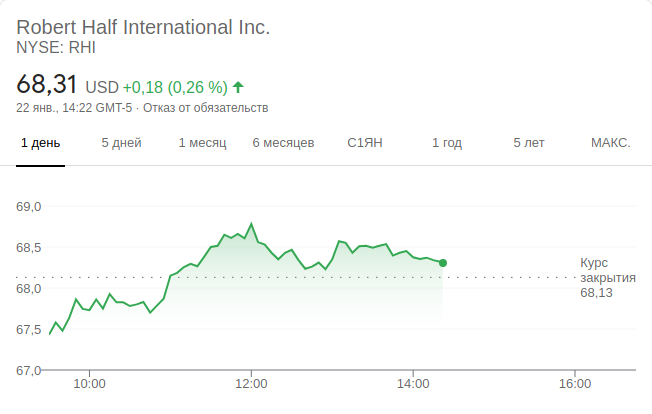 Robert Half International Inc.
NYSE: RHI
68,31 USD +0,18 (0,26 %)
22 янв., 14:22 GMT-5 · Отказ от обязательств
1 день 5 дней 1 месяц 6 месяцев С1ЯН 1 год 5 лет МАКС.
69,0
68,5
Курс
закрытия
68,13
68,0
67,5
67,0
10:00 12:00 14:00 16:00